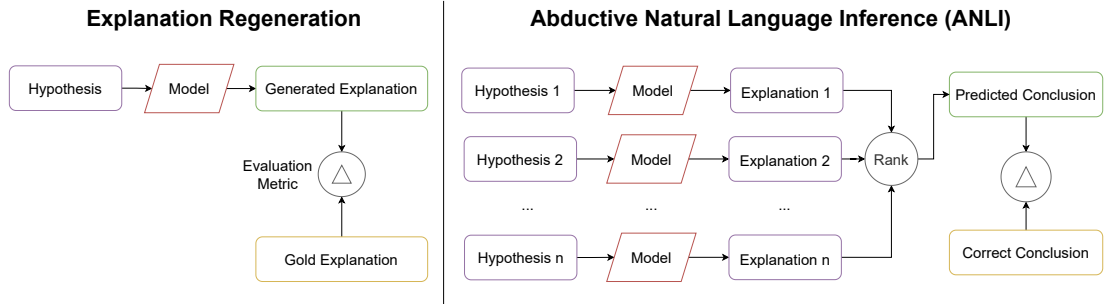 Explanation Regeneration
Hypothesis
Model
Generated Explanation
Evaluation
Metric
Gold Explanation
Abductive Natural Language Inference (ANLI)
Hypothesis 1
Model
Explanation 1
Hypothesis 2
Model
Explanation 2
...
...
...
Hypothesis n
Model
Explanation n
Rank
Predicted Conclusion
Correct Conclusion